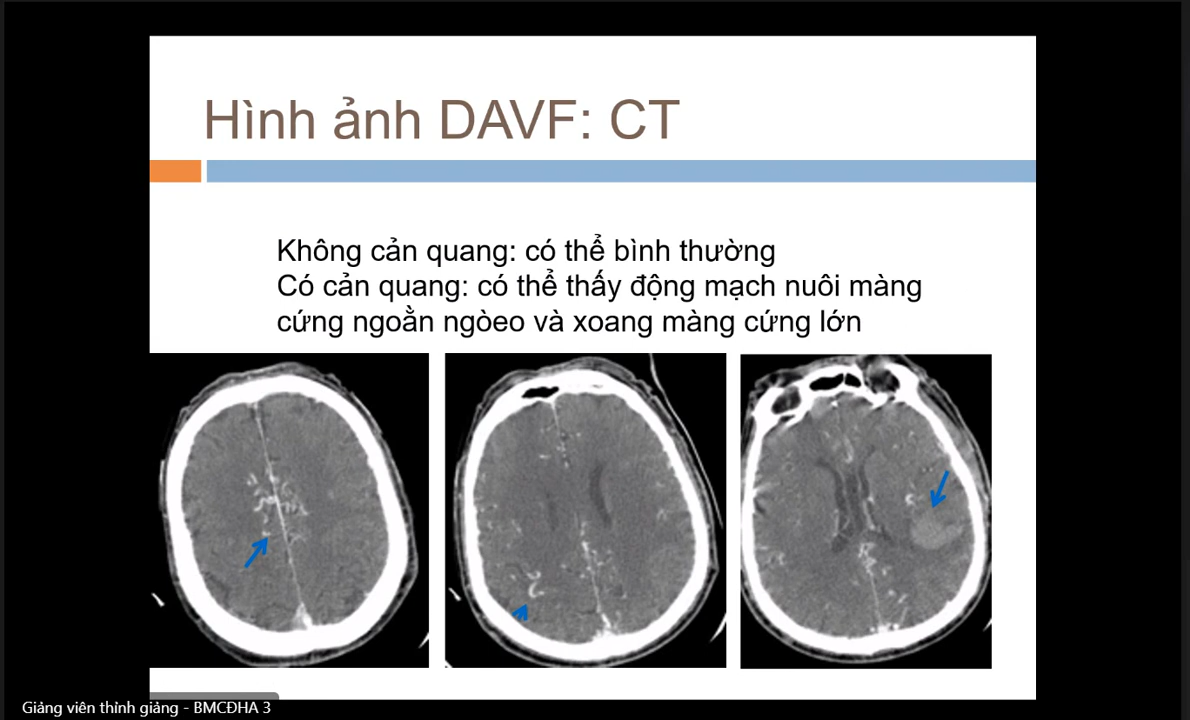 Hình ảnh DAVF: CT
Không cản quang: có thể bình thường
Có cản quang: có thể thấy động mạch nuôi màng
cứng ngoằn ngòeo và xoang màng cứng lớn
Giảng viên thỉnh giảng - BMCĐHA 3